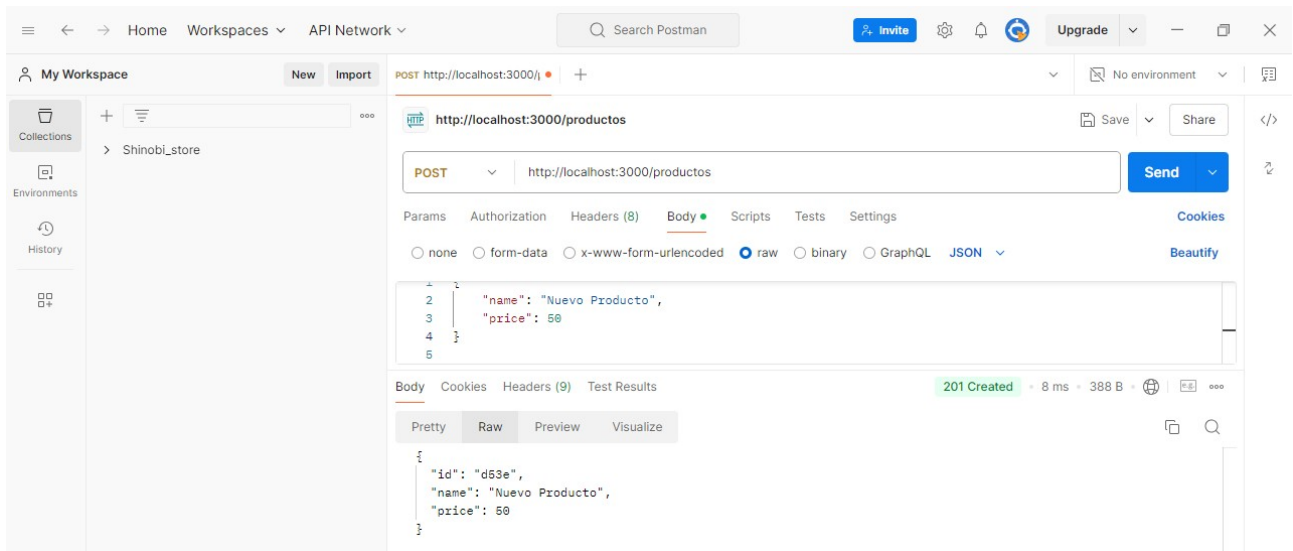 Home Workspaces API Network Search Postman Invite Upgrade
My Workspace New Import POST http://localhost:3000/ No environment
Collections
Environments
History
Shinobi_store
HTTP http://localhost:3000/productos Save Share
POST http://localhost:3000/productos Send
Params Authorization Headers (8) Body Scripts Tests Settings Cookies
none form-data x-www-form-urlencoded raw binary GraphQL JSON Beautify
1 {
2 "name": "Nuevo Producto",
3 "price": 50
4 }
5
Body Cookies Headers (9) Test Results 201 Created 8 ms 388 B e.g.
Pretty Raw Preview Visualize
{
"id": "d53e",
"name": "Nuevo Producto",
"price": 50
}